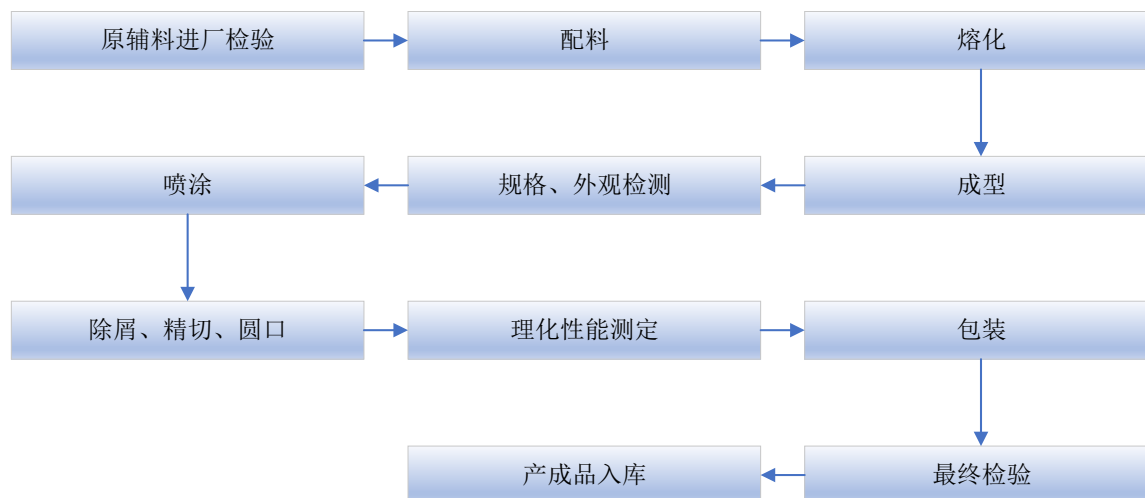 原辅料进厂检验
配料
熔化
成型
规格、外观检测
喷涂
除屑、精切、圆口
理化性能测定
包装
最终检验
产成品入库